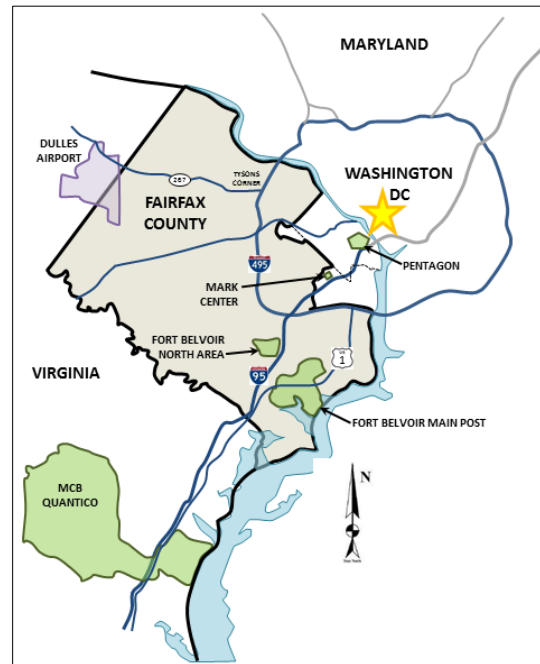 MARYLAND
DULLES
AIRPORT
267
TYSONS
CORNER
WASHINGTON
DC
FAIRFAX
COUNTY
495
PENTAGON
MARK
CENTER
FORT BELVOIR
NORTH AREA
1
VIRGINIA
95
FORT BELVOIR MAIN POST
MCB
QUANTICO
N